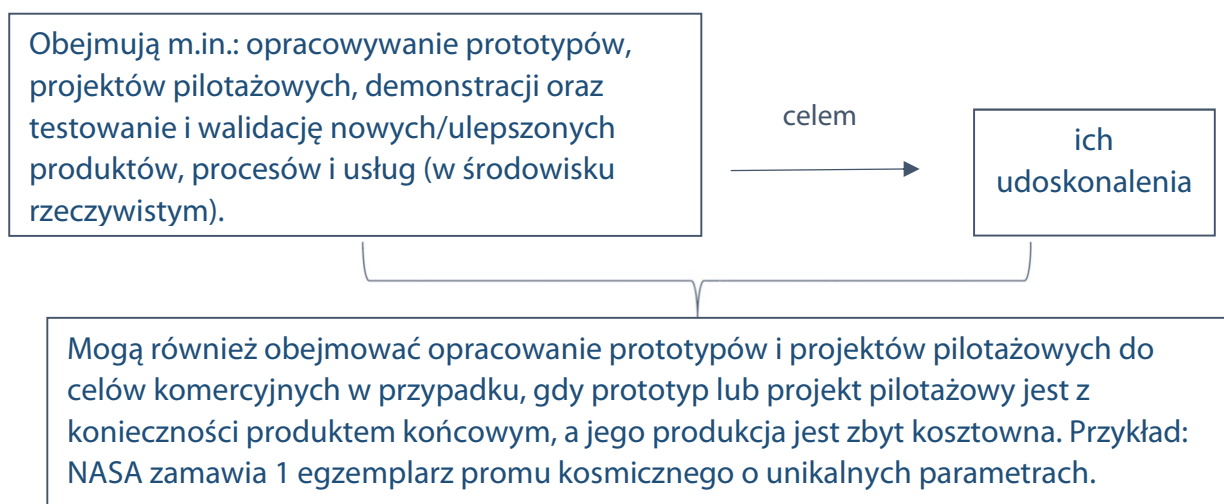 Obejmują m.in.: opracowywanie prototypów,
projektów pilotażowych, demonstracji oraz
testowanie i walidację nowych/ulepszonych
produktów, procesów i usług (w środowisku
rzeczywistym).
celem
ich
udoskonalenia
Mogą również obejmować opracowanie prototypów i projektów pilotażowych do
celów komercyjnych w przypadku, gdy prototyp lub projekt pilotażowy jest z
konieczności produktem końcowym, a jego produkcja jest zbyt kosztowna. Przykład:
NASA zamawia 1 egzemplarz promu kosmicznego o unikalnych parametrach.